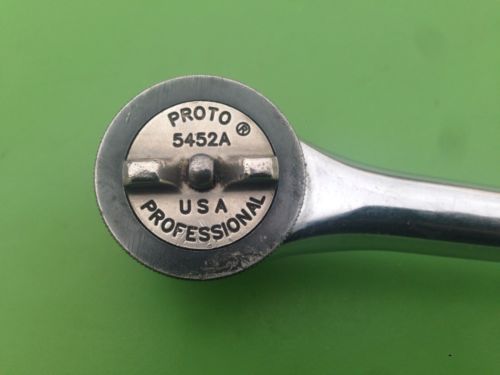 PROTO ®
5452A
USA
PROFESSIONAL